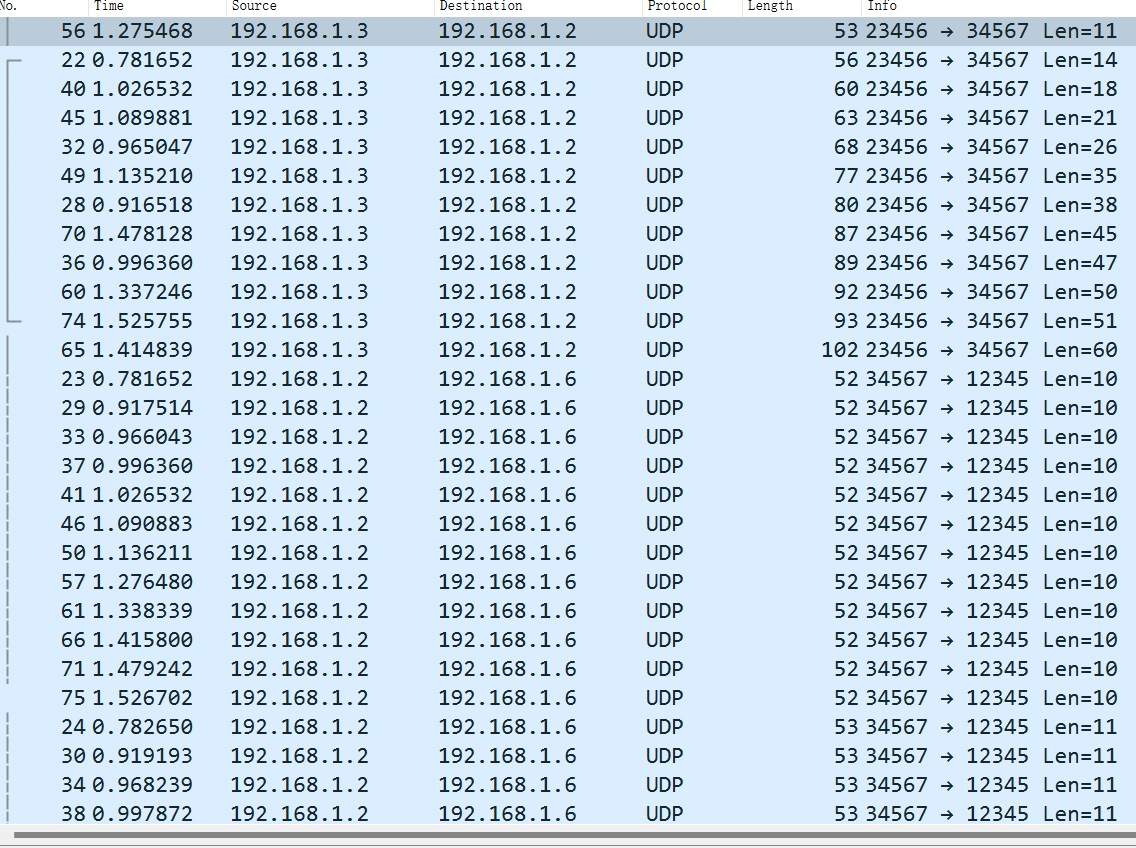 No. Time Source Destination Protocol Length Info
56 1.275468 192.168.1.3 192.168.1.2 UDP 53 23456 → 34567 Len=11
22 0.781652 192.168.1.3 192.168.1.2 UDP 56 23456 → 34567 Len=14
40 1.026532 192.168.1.3 192.168.1.2 UDP 60 23456 → 34567 Len=18
45 1.089881 192.168.1.3 192.168.1.2 UDP 63 23456 → 34567 Len=21
32 0.965047 192.168.1.3 192.168.1.2 UDP 68 23456 → 34567 Len=26
49 1.135210 192.168.1.3 192.168.1.2 UDP 77 23456 → 34567 Len=35
28 0.916518 192.168.1.3 192.168.1.2 UDP 80 23456 → 34567 Len=38
70 1.478128 192.168.1.3 192.168.1.2 UDP 87 23456 → 34567 Len=45
36 0.996360 192.168.1.3 192.168.1.2 UDP 89 23456 → 34567 Len=47
60 1.337246 192.168.1.3 192.168.1.2 UDP 92 23456 → 34567 Len=50
74 1.525755 192.168.1.3 192.168.1.2 UDP 93 23456 → 34567 Len=51
65 1.414839 192.168.1.3 192.168.1.2 UDP 102 23456 → 34567 Len=60
23 0.781652 192.168.1.2 192.168.1.6 UDP 52 34567 → 12345 Len=10
29 0.917514 192.168.1.2 192.168.1.6 UDP 52 34567 → 12345 Len=10
33 0.966043 192.168.1.2 192.168.1.6 UDP 52 34567 → 12345 Len=10
37 0.996360 192.168.1.2 192.168.1.6 UDP 52 34567 → 12345 Len=10
41 1.026532 192.168.1.2 192.168.1.6 UDP 52 34567 → 12345 Len=10
46 1.090883 192.168.1.2 192.168.1.6 UDP 52 34567 → 12345 Len=10
50 1.136211 192.168.1.2 192.168.1.6 UDP 52 34567 → 12345 Len=10
57 1.276480 192.168.1.2 192.168.1.6 UDP 52 34567 → 12345 Len=10
61 1.338339 192.168.1.2 192.168.1.6 UDP 52 34567 → 12345 Len=10
66 1.415800 192.168.1.2 192.168.1.6 UDP 52 34567 → 12345 Len=10
71 1.479242 192.168.1.2 192.168.1.6 UDP 52 34567 → 12345 Len=10
75 1.526702 192.168.1.2 192.168.1.6 UDP 52 34567 → 12345 Len=10
24 0.782650 192.168.1.2 192.168.1.6 UDP 53 34567 → 12345 Len=11
30 0.919193 192.168.1.2 192.168.1.6 UDP 53 34567 → 12345 Len=11
34 0.968239 192.168.1.2 192.168.1.6 UDP 53 34567 → 12345 Len=11
38 0.997872 192.168.1.2 192.168.1.6 UDP 53 34567 → 12345 Len=11